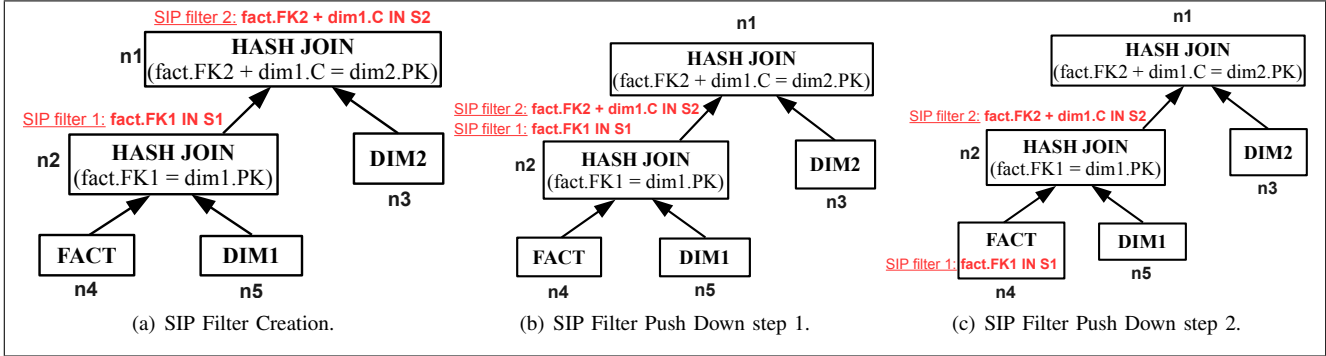 SIP filter 2: fact.FK2 + dim1.C IN S2
n1
HASH JOIN
(fact.FK2 + dim1.C = dim2.PK)
SIP filter 1: fact.FK1 IN S1
n2
HASH JOIN
(fact.FK1 = dim1.PK)
DIM2
n3
FACT
DIM1
n4
n5
(a) SIP Filter Creation.
n1
HASH JOIN
(fact.FK2 + dim1.C = dim2.PK)
SIP filter 2: fact.FK2 + dim1.C IN S2
SIP filter 1: fact.FK1 IN S1
n2
HASH JOIN
(fact.FK1 = dim1.PK)
DIM2
n3
FACT
DIM1
n4
n5
(b) SIP Filter Push Down step 1.
n1
HASH JOIN
(fact.FK2 + dim1.C = dim2.PK)
SIP filter 2: fact.FK2 + dim1.C IN S2
n2
HASH JOIN
(fact.FK1 = dim1.PK)
DIM2
n3
FACT
SIP filter 1: fact.FK1 IN S1
DIM1
n4
n5
(c) SIP Filter Push Down step 2.